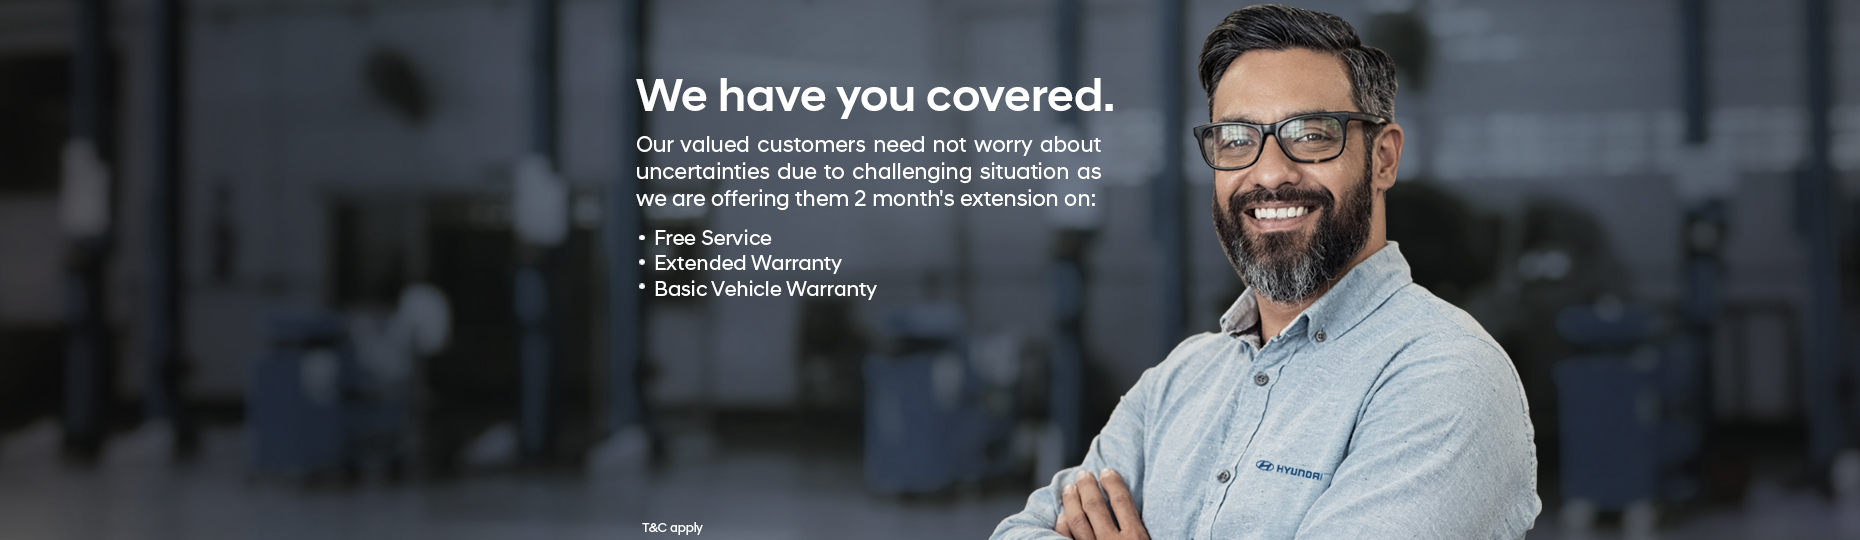 We have you covered.
Our valued customers need not worry about
uncertainties due to challenging situation as
we are offering them 2 month's extension on:
• Free Service
• Extended Warranty
• Basic Vehicle Warranty
HYUNDAI
T&C apply